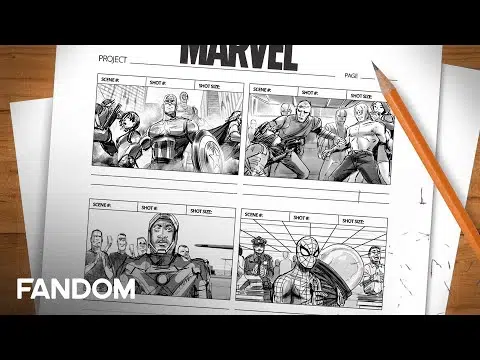 MARVEL
PROJECT
PAGE
SCENE #: SHOT #: SHOT SIZE:
SCENE #: SHOT #: SHOT SIZE:
SCENE #: SHOT #: SHOT SIZE:
SCENE #: SHOT #: SHOT SIZE:
FANDOM